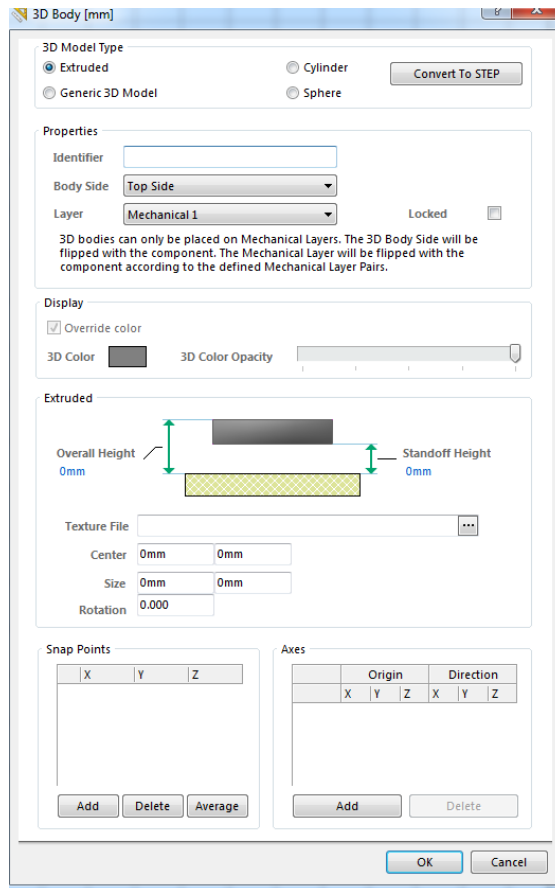 3D Body [mm]
3D Model Type
Extruded
Cylinder
Convert To STEP
Generic 3D Model
Sphere
Properties
Identifier
Body Side
Top Side
Layer
Mechanical 1
Locked
3D bodies can only be placed on Mechanical Layers. The 3D Body Side will be
flipped with the component. The Mechanical Layer will be flipped with the
component according to the defined Mechanical Layer Pairs.
Display
Override color
3D Color
3D Color Opacity
Extruded
Overall Height
0mm
Standoff Height
0mm
Texture File
...
Center 0mm 0mm
Size 0mm 0mm
Rotation 0.000
Snap Points
X Y Z
Add Delete Average
Axes
Origin Direction
X Y Z X Y Z
Add Delete
OK Cancel